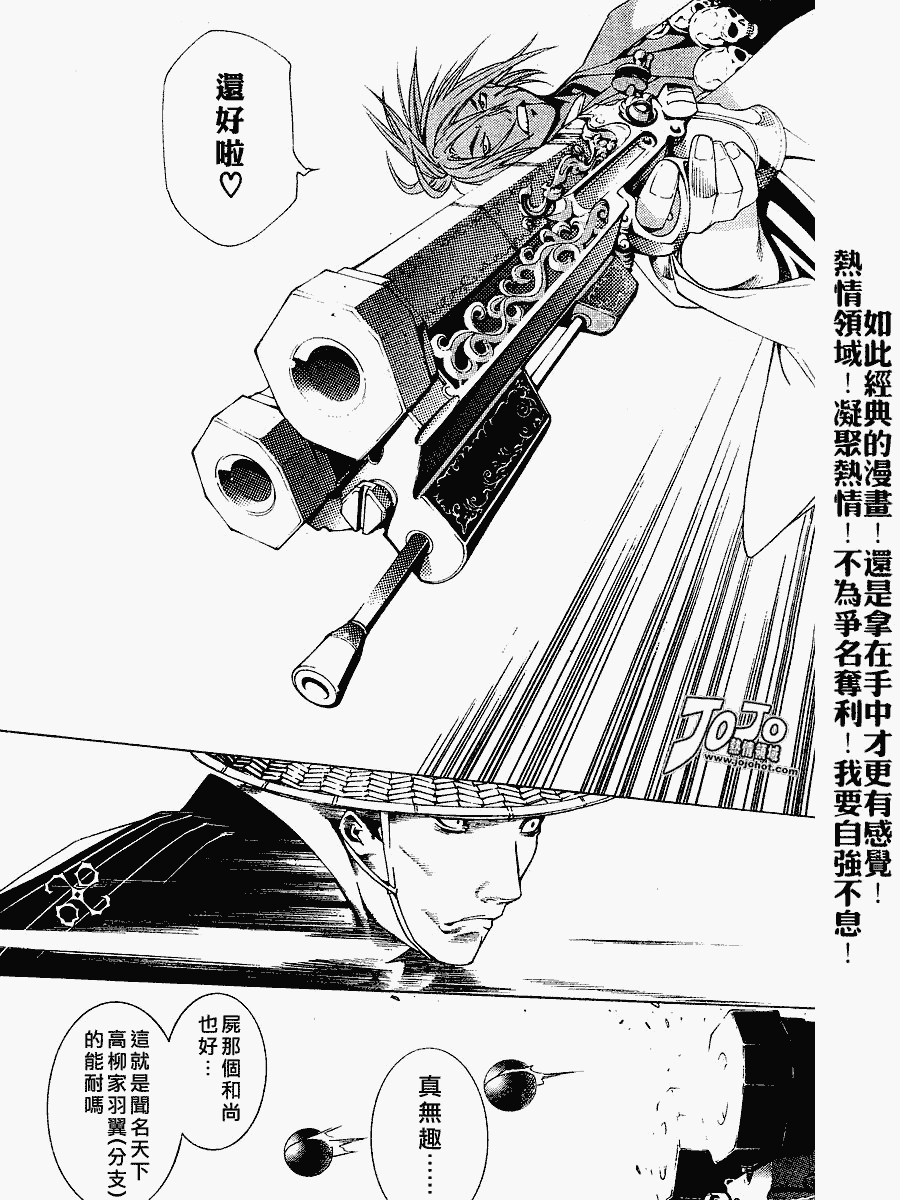 還好啦♡
如此經典的漫畫！還是拿在手中才更有感覺！
熱情領域！凝聚熱情！不為爭名奪利！我要自強不息！
JoJo
熱情領域
www.jojohot.com
真無趣……
屍那個和尚
也好…
這就是聞名天下
高柳家羽翼(分支)
的能耐嗎